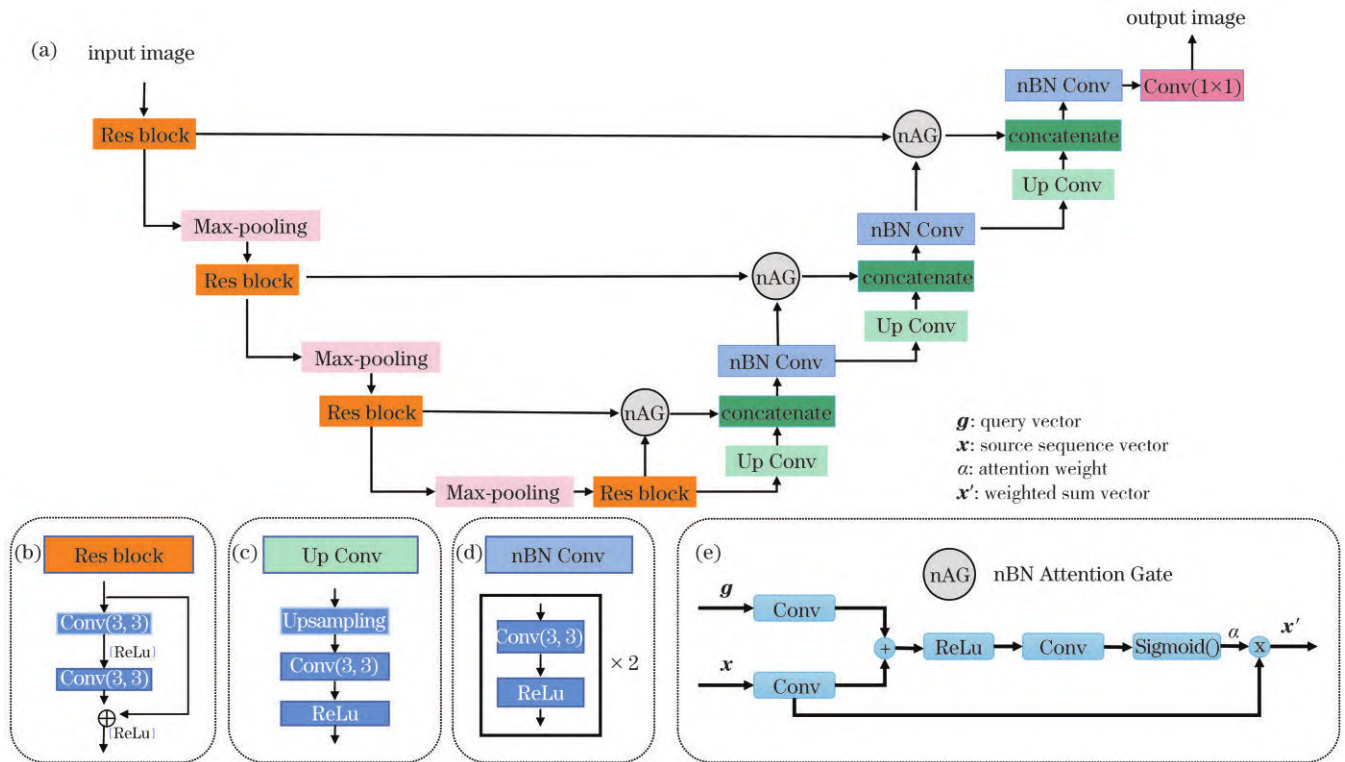 (a)
input image
output image
nBN Conv
Conv(1×1)
Res block
nAG
concatenate
Up Conv
Max-pooling
nBN Conv
Res block
nAG
concatenate
Up Conv
Max-pooling
nBN Conv
Res block
nAG
concatenate
g: query vector
x: source sequence vector
Up Conv
α: attention weight
Max-pooling
Res block
x′: weighted sum vector
(b)
Res block
Conv(3, 3)
[ReLu]
Conv(3, 3)
⊕
[ReLu]
(c)
Up Conv
Upsampling
Conv(3, 3)
ReLu
(d)
nBN Conv
Conv(3, 3)
× 2
ReLu
(e)
nAG
nBN Attention Gate
g
Conv
x
Conv
+
ReLu
Conv
Sigmoid()
α
x
x′